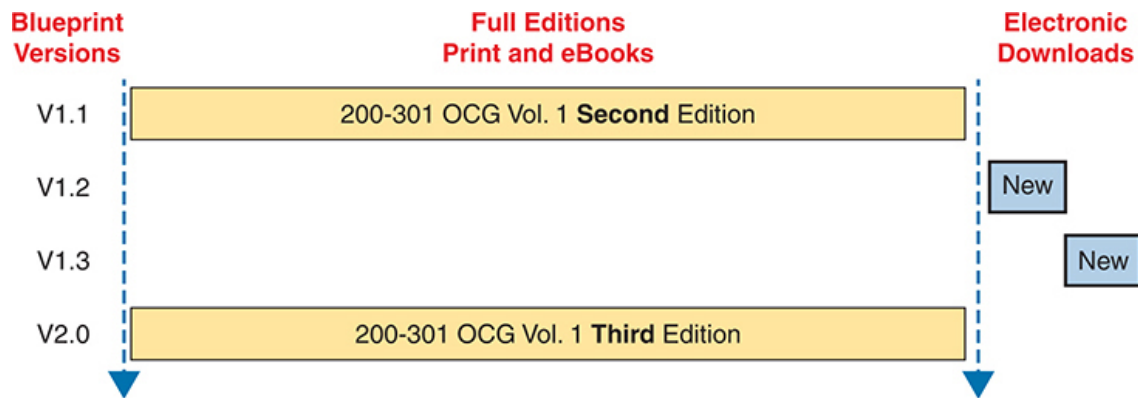 Blueprint
Versions
Full Editions
Print and eBooks
Electronic
Downloads
V1.1
200-301 OCG Vol. 1 Second Edition
V1.2
New
V1.3
New
V2.0
200-301 OCG Vol. 1 Third Edition